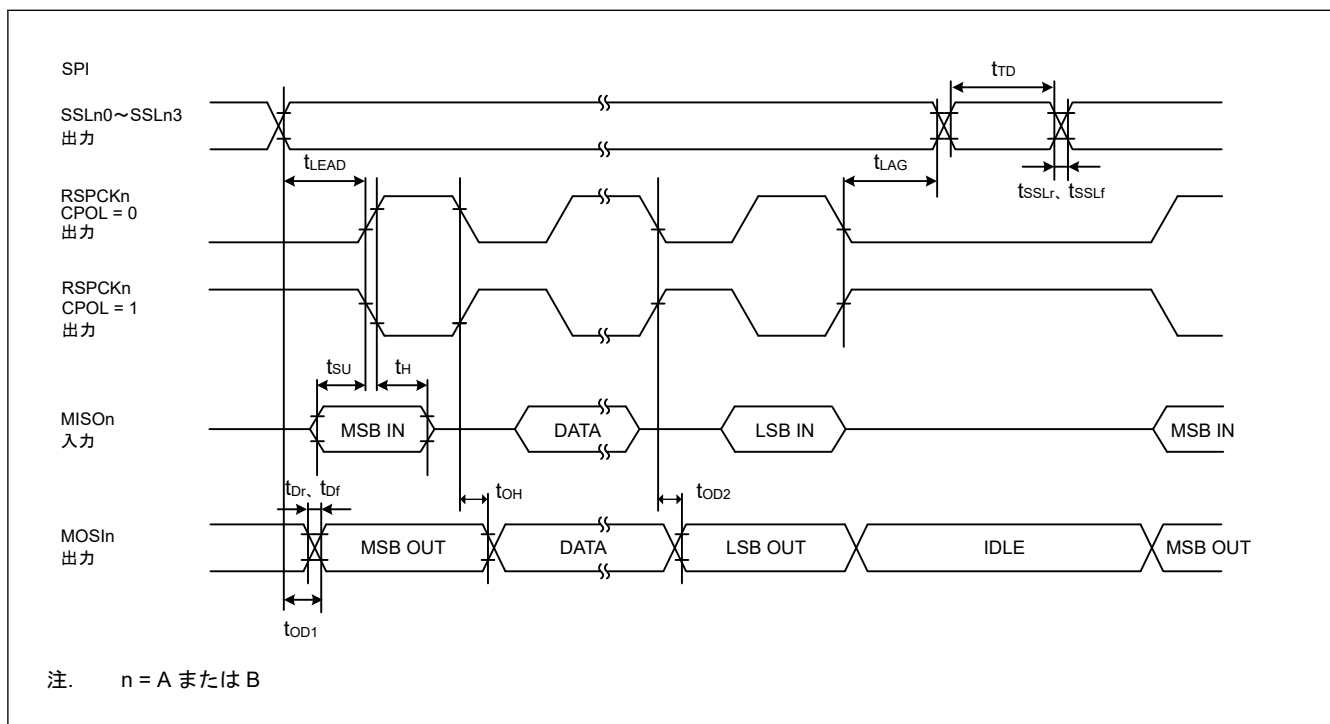 SPI
SSLn0～SSLn3
出力
tTD
tLEAD
tLAG
tSSLr、tSSLf
RSPCKn
CPOL = 0
出力
RSPCKn
CPOL = 1
出力
tSU
tH
MISOn
入力
MSB IN
DATA
LSB IN
MSB IN
tDr、tDf
tOH
tOD2
MOSIn
出力
MSB OUT
DATA
LSB OUT
IDLE
MSB OUT
tOD1
注. n = A または B